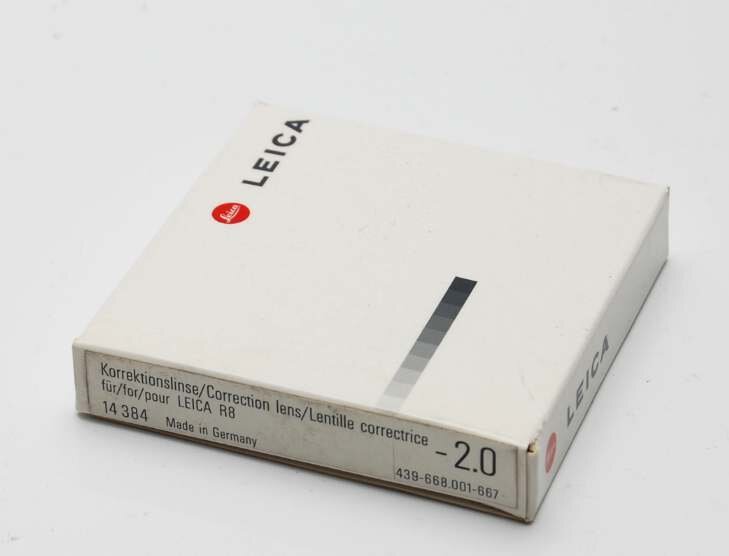 LEICA
Leica
Korrektionslinse/Correction lens/Lentille correctrice
für/for/pour LEICA R8
14 384 Made in Germany
-2.0
439-668.001-667
LEICA